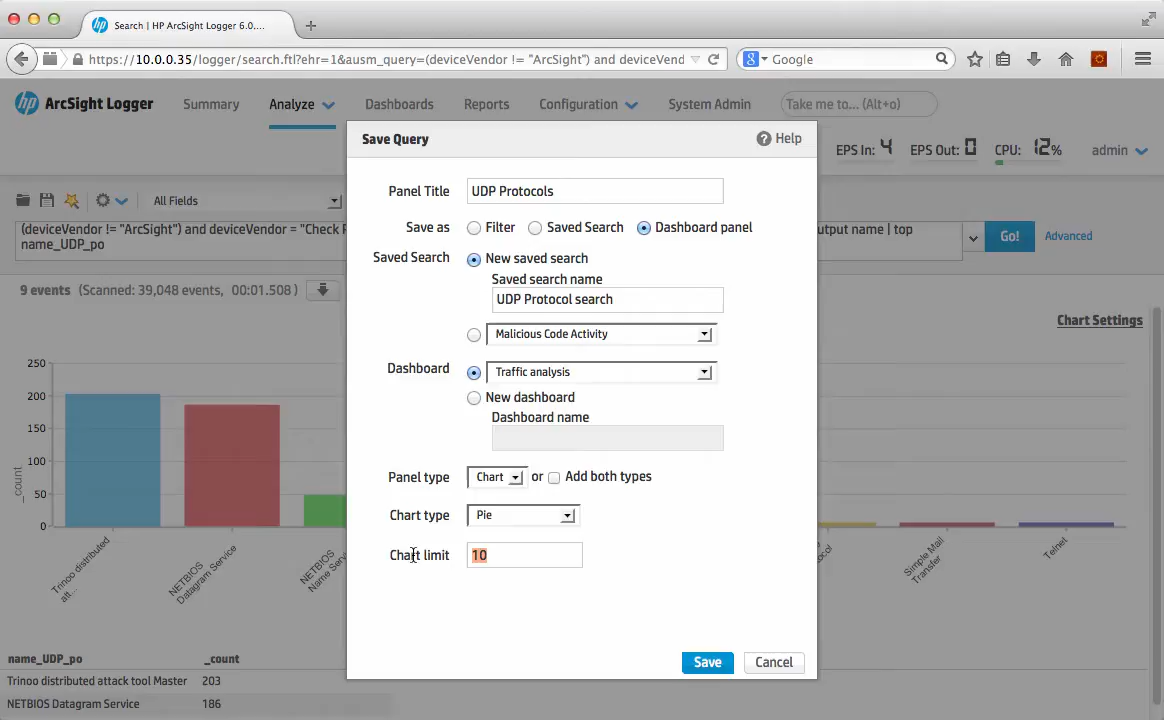 Search | HP ArcSight Logger 6.0....
https://10.0.0.35/logger/search.ftl?ehr=1&ausm_query=(deviceVendor != "ArcSight") and deviceVend
Google
hp ArcSight Logger
Summary
Analyze
Dashboards
Reports
Configuration
System Admin
Take me to... (Alt+o)
Save Query
Help
EPS In: 4
EPS Out: 0
CPU: 12%
admin
All Fields
(deviceVendor != "ArcSight") and deviceVendor = "Check
utput name | top
name_UDP_po
Go!
Advanced
9 events (Scanned: 39,048 events, 00:01.508 )
Chart Settings
Panel Title
UDP Protocols
Save as
Filter
Saved Search
Dashboard panel
Saved Search
New saved search
Saved search name
UDP Protocol search
Malicious Code Activity
Dashboard
Traffic analysis
New dashboard
Dashboard name
Panel type
Chart
or
Add both types
Chart type
Pie
Chart limit
10
Save
Cancel
250
200
150
100
50
0
_count
Trinoo distributed
att...
NETBIOS
Datagram Service
NETBIOS
Name Serv
ocol
Simple Mail
Transfer
Telnet
name_UDP_po
_count
Trinoo distributed attack tool Master
203
NETBIOS Datagram Service
186